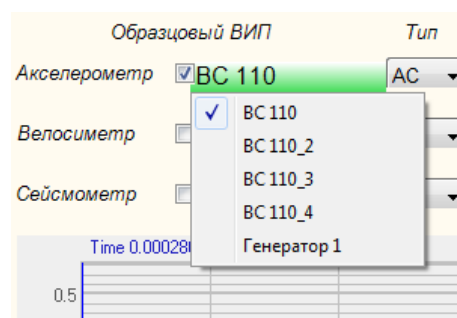 Образцовый ВИП Тип
Акселерометр ВС 110 AC
ВС 110
Велосиметр ВС 110_2
ВС 110_3
Сейсмометр ВС 110_4
Time 0.00028 Генератор 1
0.5